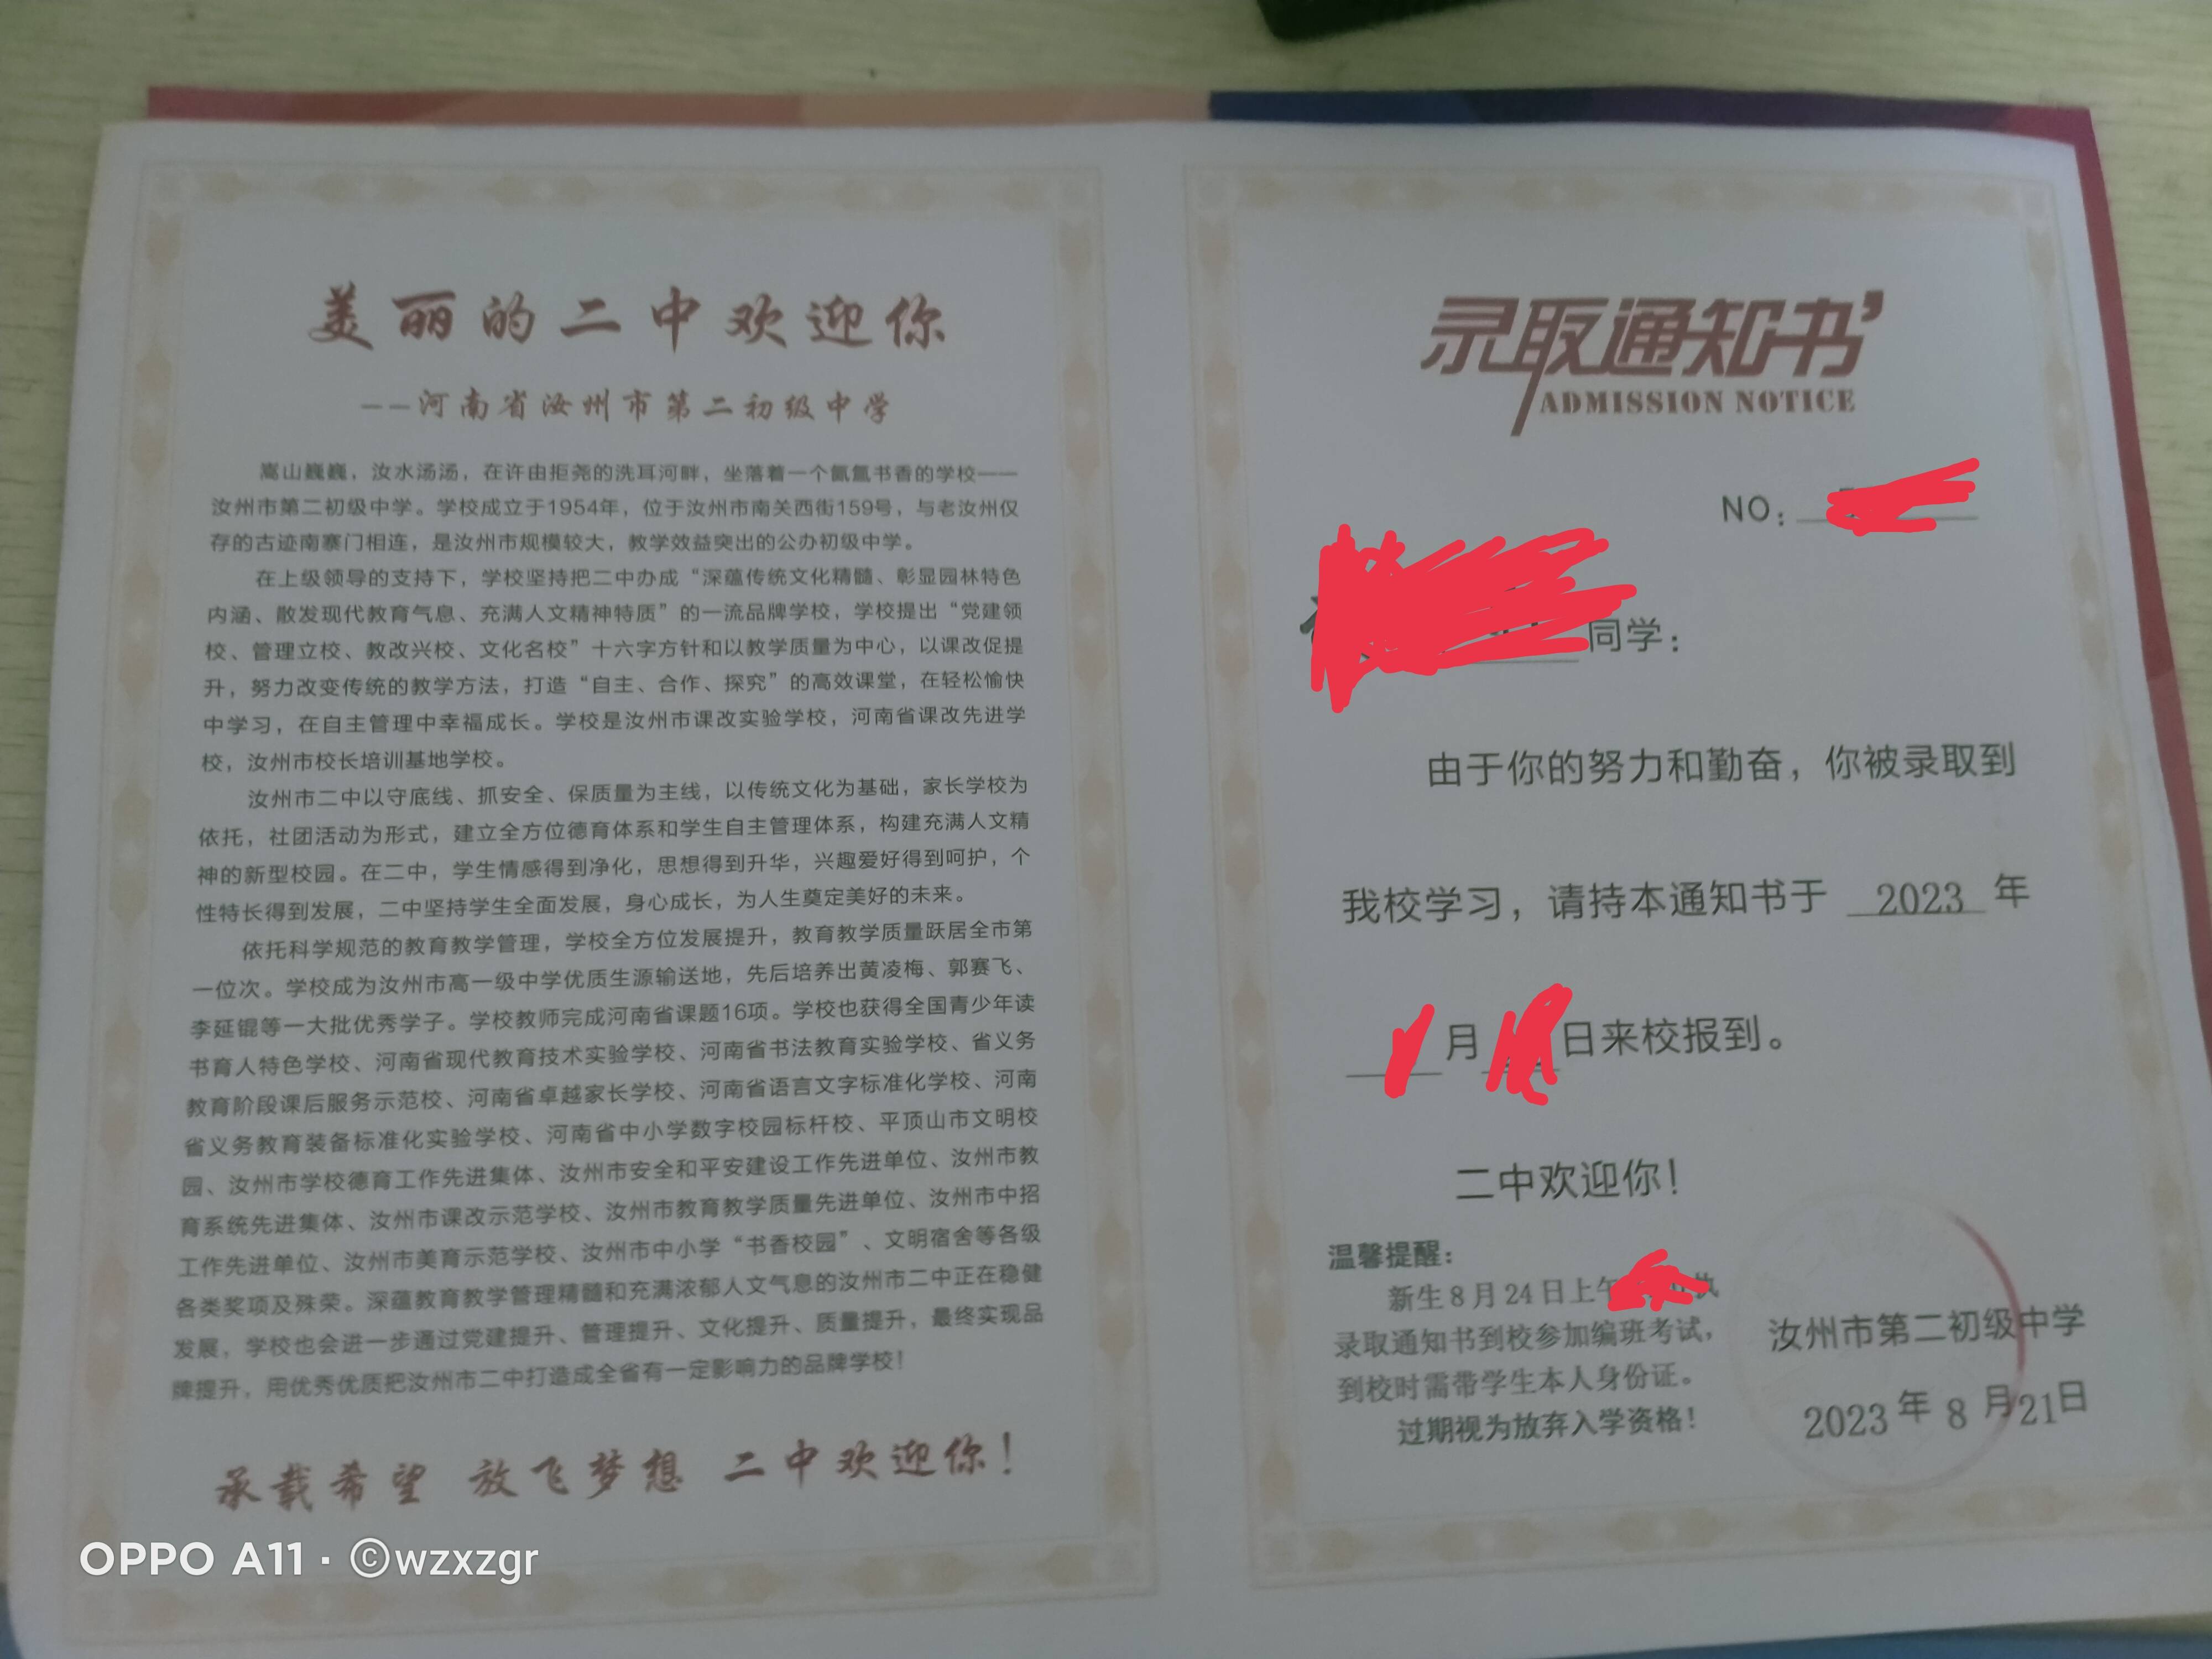 美丽的二中欢迎你
——河南省汝州市第二初级中学
嵩山巍巍，汝水汤汤，在许由拒尧的洗耳河畔，坐落着一个氤氲书香的学校——
汝州市第二初级中学。学校成立于1954年，位于汝州市南关西街159号，与老汝州仅
存的古迹南寨门相连，是汝州市规模较大，教学效益突出的公办初级中学。
在上级领导的支持下，学校坚持把二中办成“深蕴传统文化精髓、彰显园林特色
内涵、散发现代教育气息、充满人文精神特质”的一流品牌学校，学校提出“党建领
校、管理立校、教改兴校、文化名校”十六字方针和以教学质量为中心，以课改促提
升，努力改变传统的教学方法，打造“自主、合作、探究”的高效课堂，在轻松愉快
中学习，在自主管理中幸福成长。学校是汝州市课改实验学校，河南省课改先进学
校，汝州市校长培训基地学校。
汝州市二中以守底线、抓安全、保质量为主线，以传统文化为基础，家长学校为
依托，社团活动为形式，建立全方位德育体系和学生自主管理体系，构建充满人文精
神的新型校园。在二中，学生情感得到净化，思想得到升华，兴趣爱好得到呵护，个
性特长得到发展，二中坚持学生全面发展，身心成长，为人生奠定美好的未来。
依托科学规范的教育教学管理，学校全方位发展提升，教育教学质量跃居全市第
一位次。学校成为汝州市高一级中学优质生源输送地，先后培养出黄凌梅、郭赛飞、
李延锟等一大批优秀学子。学校教师完成河南省课题16项。学校也获得全国青少年读
书育人特色学校、河南省现代教育技术实验学校、河南省书法教育实验学校、省义务
教育阶段课后服务示范校、河南省卓越家长学校、河南省语言文字标准化学校、河南
省义务教育装备标准化实验学校、河南省中小学数字校园标杆校、平顶山市文明校
园、汝州市学校德育工作先进集体、汝州市安全和平安建设工作先进单位、汝州市教
育系统先进集体、汝州市课改示范学校、汝州市教育教学质量先进单位、汝州市中招
工作先进单位、汝州市美育示范学校、汝州市中小学“书香校园”、文明宿舍等各级
各类奖项及殊荣。深蕴教育教学管理精髓和充满浓郁人文气息的汝州市二中正在稳健
发展，学校也会进一步通过党建提升、管理提升、文化提升、质量提升，最终实现品
牌提升，用优秀优质把汝州市二中打造成全省有一定影响力的品牌学校！
承载希望 放飞梦想 二中欢迎你！
录取通知书
ADMISSION NOTICE
NO：
同学：
由于你的努力和勤奋，你被录取到
我校学习，请持本通知书于 2023 年
月 日来校报到。
二中欢迎你！
温馨提醒：
新生8月24日上午 执
录取通知书到校参加编班考试，
到校时需带学生本人身份证。
过期视为放弃入学资格！
汝州市第二初级中学
2023年 8 月21日
OPPO A11 · ©wzxzgr